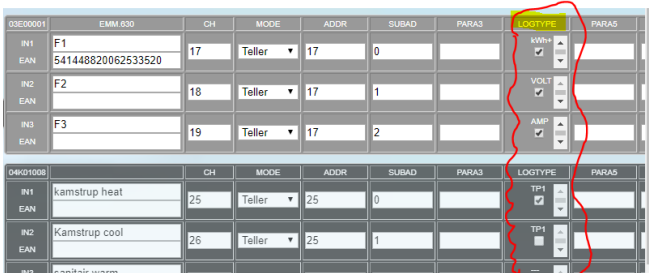 03E00001 EMM.630 CH MODE ADDR SUBAD PARA3 LOGTYPE PARA5
IN1 F1 17 Teller 17 0 kWh+
EAN 541448820062533520
IN2 F2 18 Teller 17 1 VOLT
EAN
IN3 F3 19 Teller 17 2 AMP
EAN
04K01008 CH MODE ADDR SUBAD PARA3 LOGTYPE PARA5
IN1 kamstrup heat 25 Teller 25 0 TP1
EAN
IN2 Kamstrup cool 26 Teller 25 1 TP1
EAN
IN3 sanitair warm